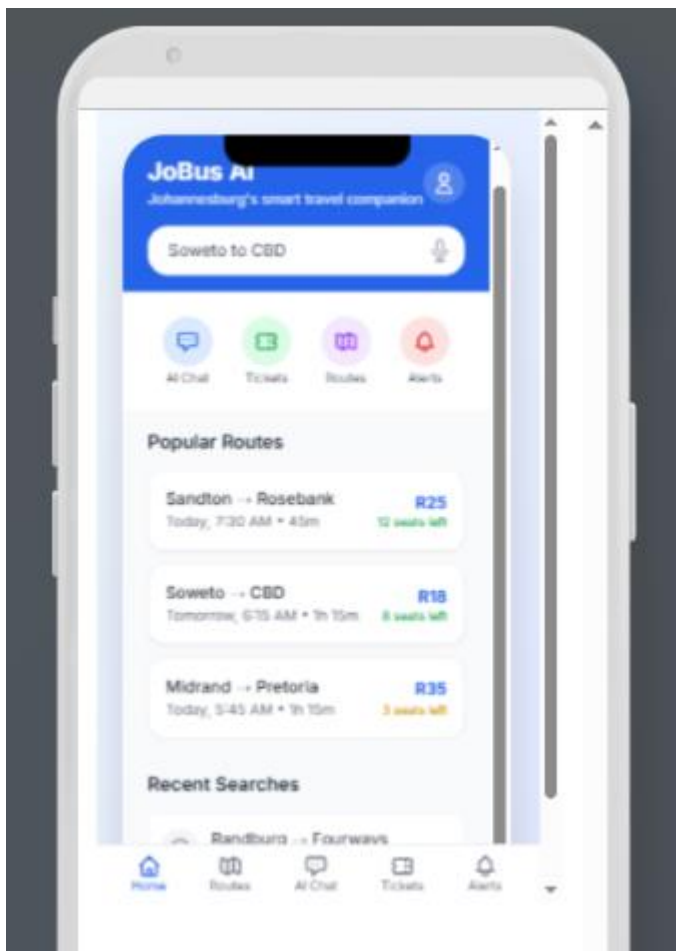 JoBus AI
Johannesburg's smart travel companion
Soweto to CBD
AI Chat Tickets Routes Alerts
Popular Routes
Sandton → Rosebank R25
Today, 7:30 AM • 45m 12 seats left
Soweto → CBD R18
Tomorrow, 6:15 AM • 1h 15m 8 seats left
Midrand → Pretoria R35
Today, 5:45 AM • 1h 15m 3 seats left
Recent Searches
Randburg → Fourways
Home Routes AI Chat Tickets Alerts